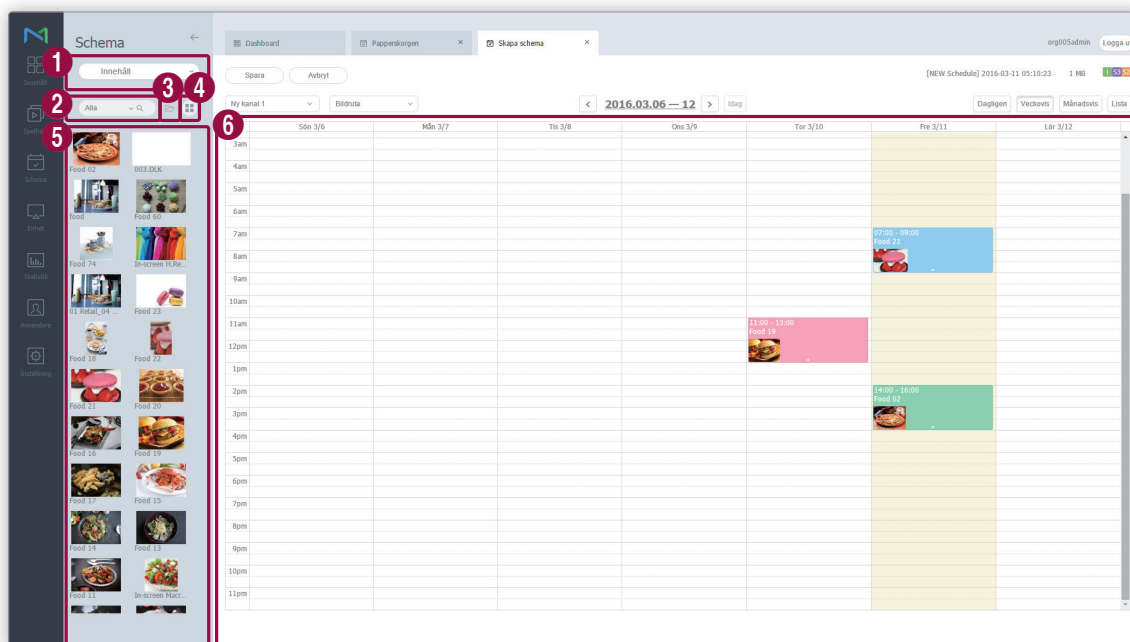 Schema
←
Dashboard
Papperskorgen ×
Skapa schema ×
org005admin
Logga u
1
Innehåll
Innehåll
2
Alla
3
4
5
6
Spara
Avbryt
[NEW Schedule] 2016-03-11 05:10:23 1 MB
I S3 S2
Ny kanal 1
Bildruta
< 2016.03.06 — 12 > Idag
Dagligen Veckovis Månadsvis Lista
Sön 3/6 Mån 3/7 Tis 3/8 Ons 3/9 Tor 3/10 Fre 3/11 Lör 3/12
Schema
Enhet
Statistik
Användare
Inställning
Food 02 003.DLK
food Food 60
Food 74 In-screen H.Re...
01 Retail_04 ... Food 23
Food 18 Food 22
Food 21 Food 20
Food 16 Food 19
Food 17 Food 15
Food 14 Food 13
Food 11 In-screen Macr...
3am
4am
5am
6am
7am
8am
9am
10am
11am
12pm
1pm
2pm
3pm
4pm
5pm
6pm
7pm
8pm
9pm
10pm
11pm
07:00 - 09:00
Food 21
11:00 - 13:00
Food 19
14:00 - 16:00
Food 02